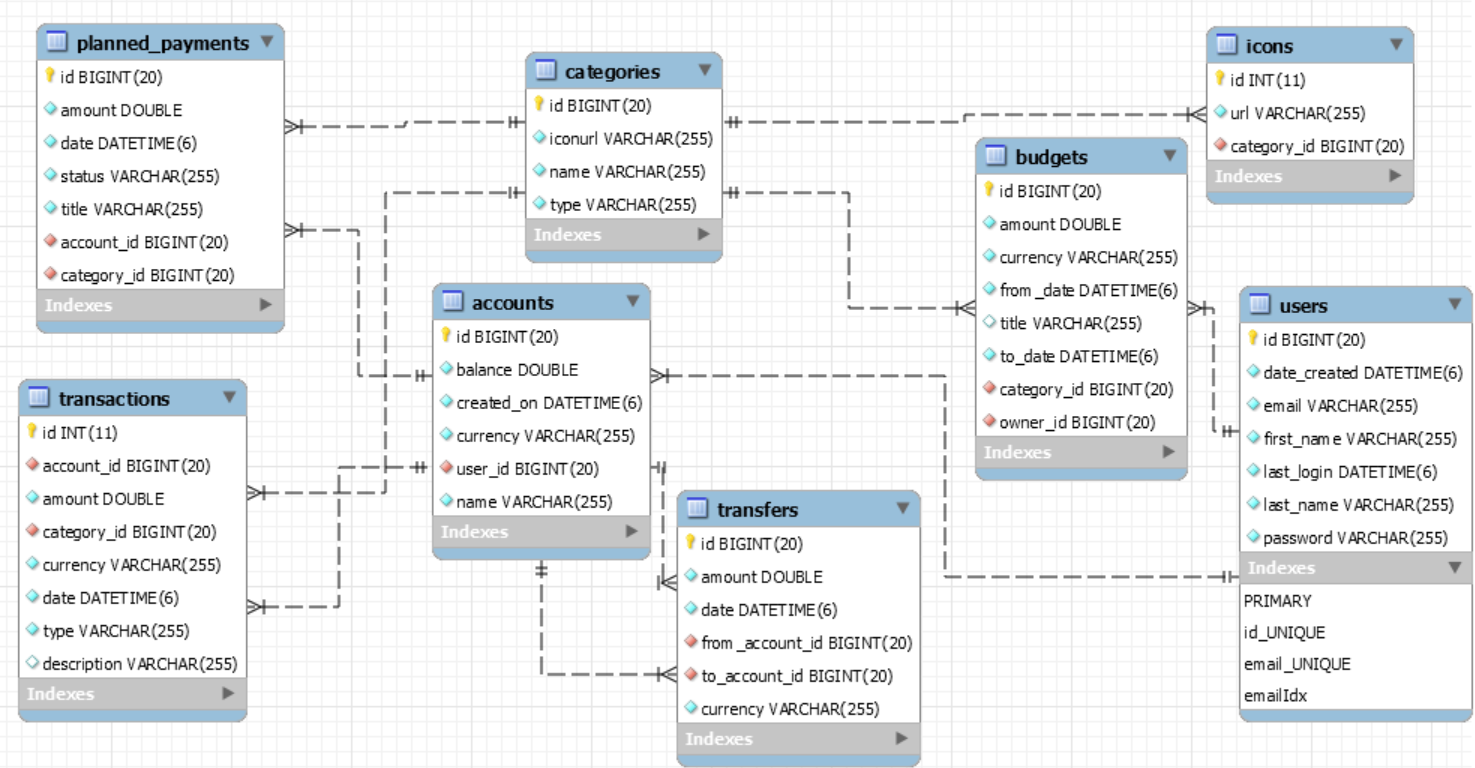 planned_payments
id BIGINT(20)
amount DOUBLE
date DATETIME(6)
status VARCHAR(255)
title VARCHAR(255)
account_id BIGINT(20)
category_id BIGINT(20)
Indexes
categories
id BIGINT(20)
iconurl VARCHAR(255)
name VARCHAR(255)
type VARCHAR(255)
Indexes
icons
id INT(11)
url VARCHAR(255)
category_id BIGINT(20)
Indexes
budgets
id BIGINT(20)
amount DOUBLE
currency VARCHAR(255)
from_date DATETIME(6)
title VARCHAR(255)
to_date DATETIME(6)
category_id BIGINT(20)
owner_id BIGINT(20)
Indexes
accounts
id BIGINT(20)
balance DOUBLE
created_on DATETIME(6)
currency VARCHAR(255)
user_id BIGINT(20)
name VARCHAR(255)
Indexes
users
id BIGINT(20)
date_created DATETIME(6)
email VARCHAR(255)
first_name VARCHAR(255)
last_login DATETIME(6)
last_name VARCHAR(255)
password VARCHAR(255)
Indexes
PRIMARY
id_UNIQUE
email_UNIQUE
emailIdx
transactions
id INT(11)
account_id BIGINT(20)
amount DOUBLE
category_id BIGINT(20)
currency VARCHAR(255)
date DATETIME(6)
type VARCHAR(255)
description VARCHAR(255)
Indexes
transfers
id BIGINT(20)
amount DOUBLE
date DATETIME(6)
from_account_id BIGINT(20)
to_account_id BIGINT(20)
currency VARCHAR(255)
Indexes